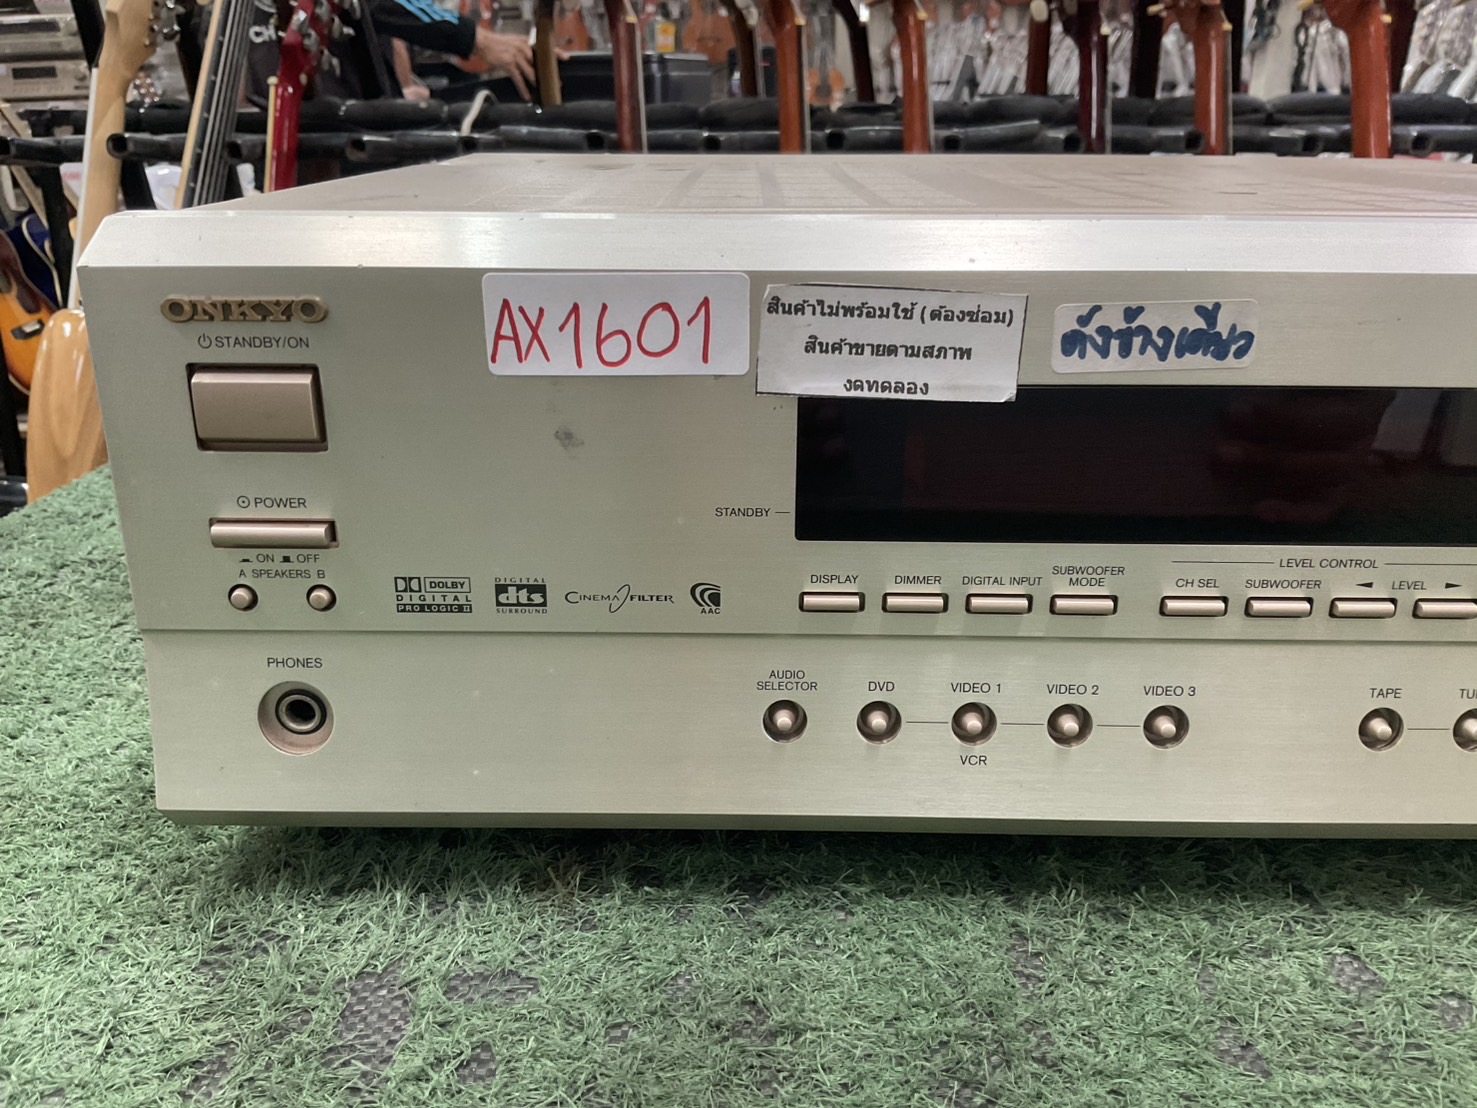 CH
ONKYO
STANDBY/ON
AX1601
สินค้าไม่พร้อมใช้ (ต้องซ่อม)
สินค้าขายตามสภาพ
งดทดลอง
ดังข้างเดียว
POWER
ON OFF
A SPEAKERS B
STANDBY
DOLBY
DIGITAL
PRO LOGIC II
DIGITAL
dts
SURROUND
CINEMA FILTER
AAC
LEVEL CONTROL
DISPLAY
DIMMER
DIGITAL INPUT
SUBWOOFER
MODE
CH SEL
SUBWOOFER
◄ LEVEL ►
PHONES
AUDIO
SELECTOR
DVD
VIDEO 1
VIDEO 2
VIDEO 3
TAPE
VCR